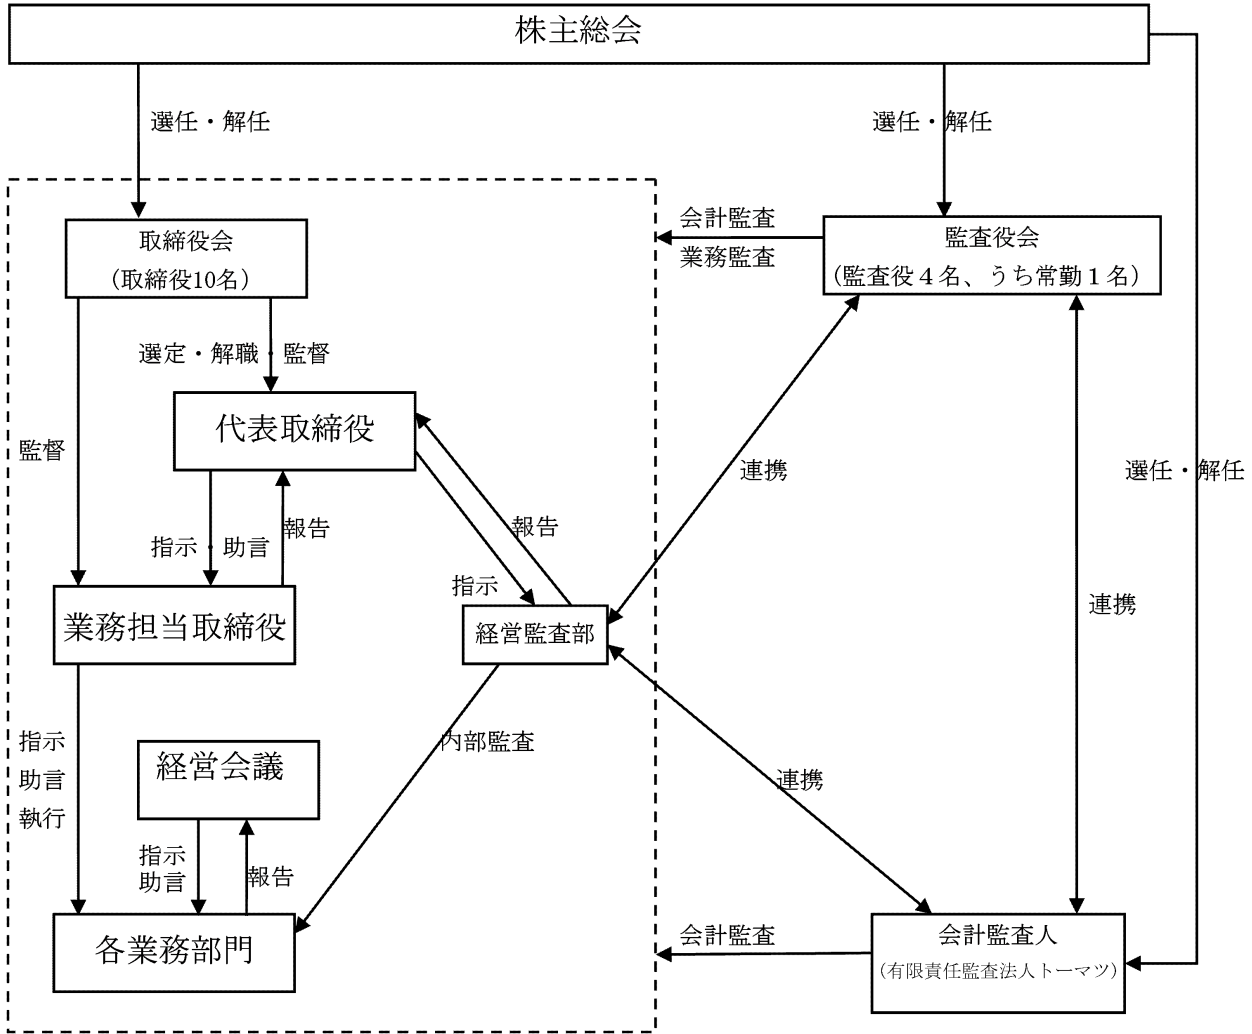 株主総会
選任・解任
選任・解任
取締役会
（取締役10名）
会計監査
業務監査
監査役会
（監査役４名、うち常勤１名）
選定・解職・監督
代表取締役
監督
連携
選任・解任
指示・助言
報告
報告
指示
連携
業務担当取締役
経営監査部
指示
助言
執行
経営会議
内部監査
連携
指示
助言
報告
各業務部門
会計監査
会計監査人
（有限責任監査法人トーマツ）